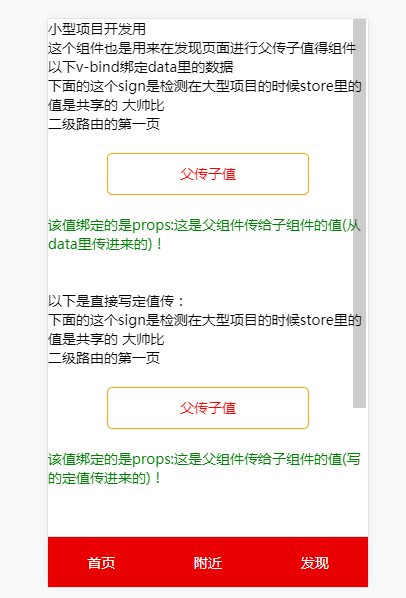 小型项目开发用
这个组件也是用来在发现页面进行父传子值得组件
以下v-bind绑定data里的数据
下面的这个sign是检测在大型项目的时候store里的
值是共享的 大帅比
二级路由的第一页
父传子值
该值绑定的是props:这是父组件传给子组件的值(从
data里传进来的)！
以下是直接写定值传：
下面的这个sign是检测在大型项目的时候store里的
值是共享的 大帅比
二级路由的第一页
父传子值
该值绑定的是props:这是父组件传给子组件的值(写
的定值传进来的)！
首页 附近 发现